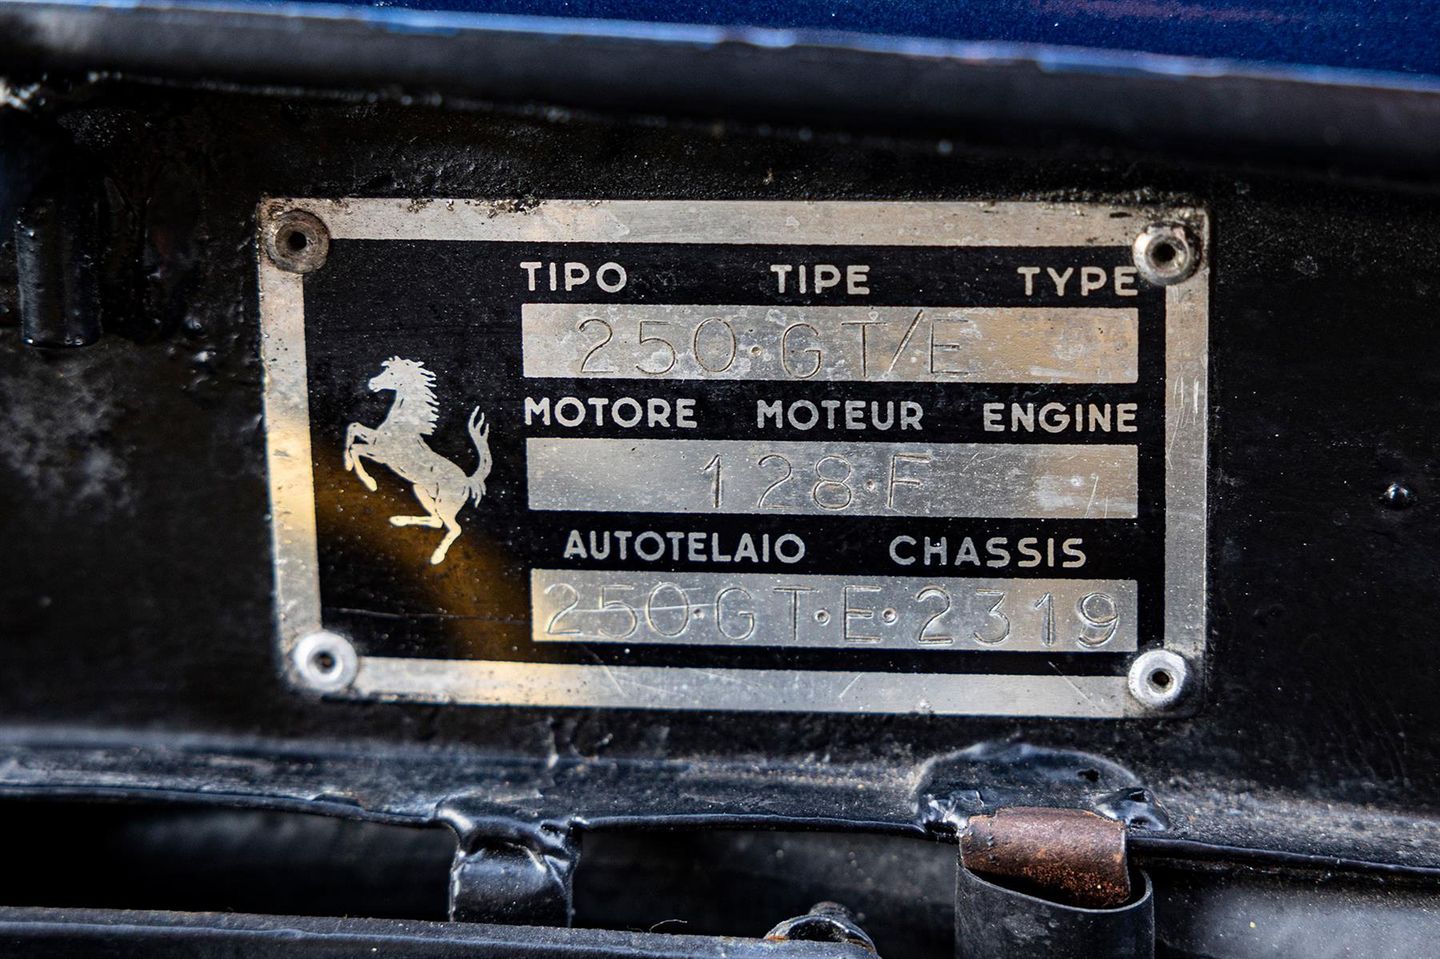 TIPO TIPE TYPE
250·GT/E
MOTORE MOTEUR ENGINE
128·F
AUTOTELAIO CHASSIS
250·GT·E·2319